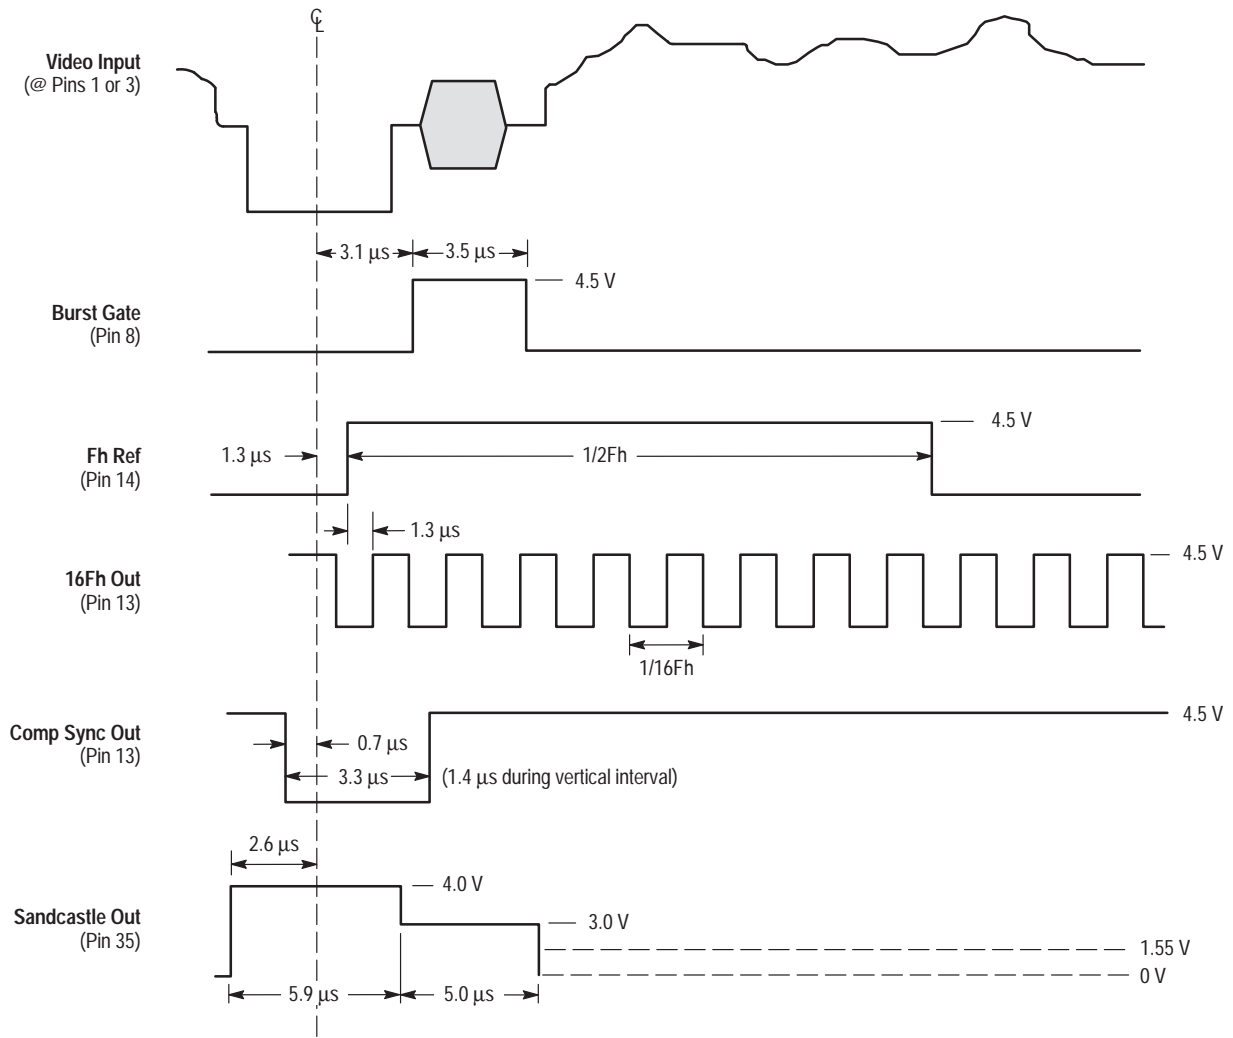 ℄
Video Input
(@ Pins 1 or 3)
3.1 µs
3.5 µs
4.5 V
Burst Gate
(Pin 8)
4.5 V
1.3 µs
Fh Ref
(Pin 14)
1/2Fh
1.3 µs
4.5 V
16Fh Out
(Pin 13)
1/16Fh
4.5 V
Comp Sync Out
(Pin 13)
0.7 µs
3.3 µs
(1.4 µs during vertical interval)
2.6 µs
4.0 V
Sandcastle Out
(Pin 35)
3.0 V
1.55 V
0 V
5.9 µs
5.0 µs